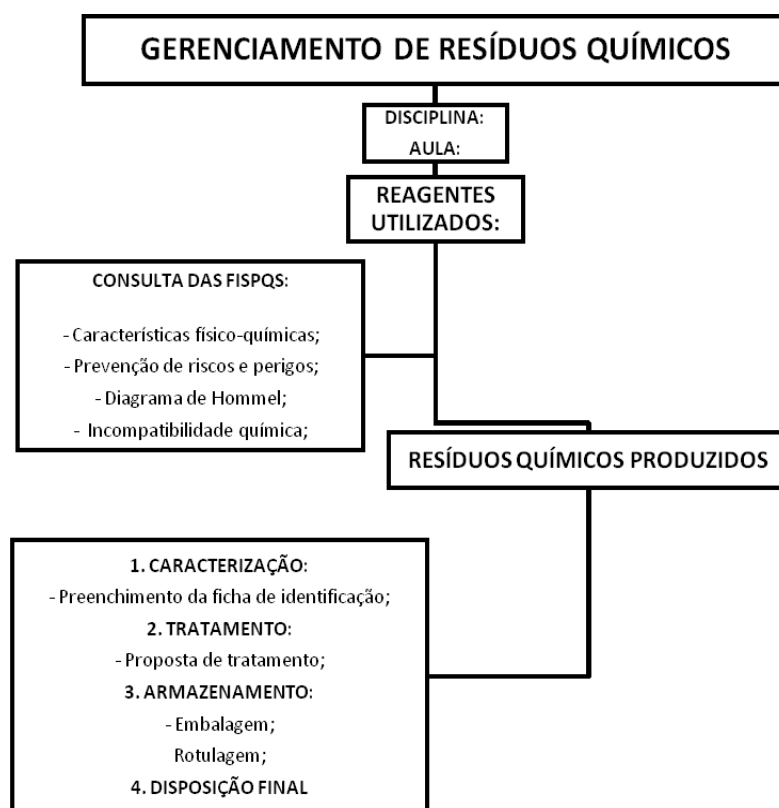 GERENCIAMENTO DE RESÍDUOS QUÍMICOS
DISCIPLINA:
AULA:
REAGENTES
UTILIZADOS:
CONSULTA DAS FISPQS:
- Características físico-químicas;
- Prevenção de riscos e perigos;
- Diagrama de Hommel;
- Incompatibilidade química;
RESÍDUOS QUÍMICOS PRODUZIDOS
1. CARACTERIZAÇÃO:
- Preenchimento da ficha de identificação;
2. TRATAMENTO:
- Proposta de tratamento;
3. ARMAZENAMENTO:
- Embalagem;
Rotulagem;
4. DISPOSIÇÃO FINAL